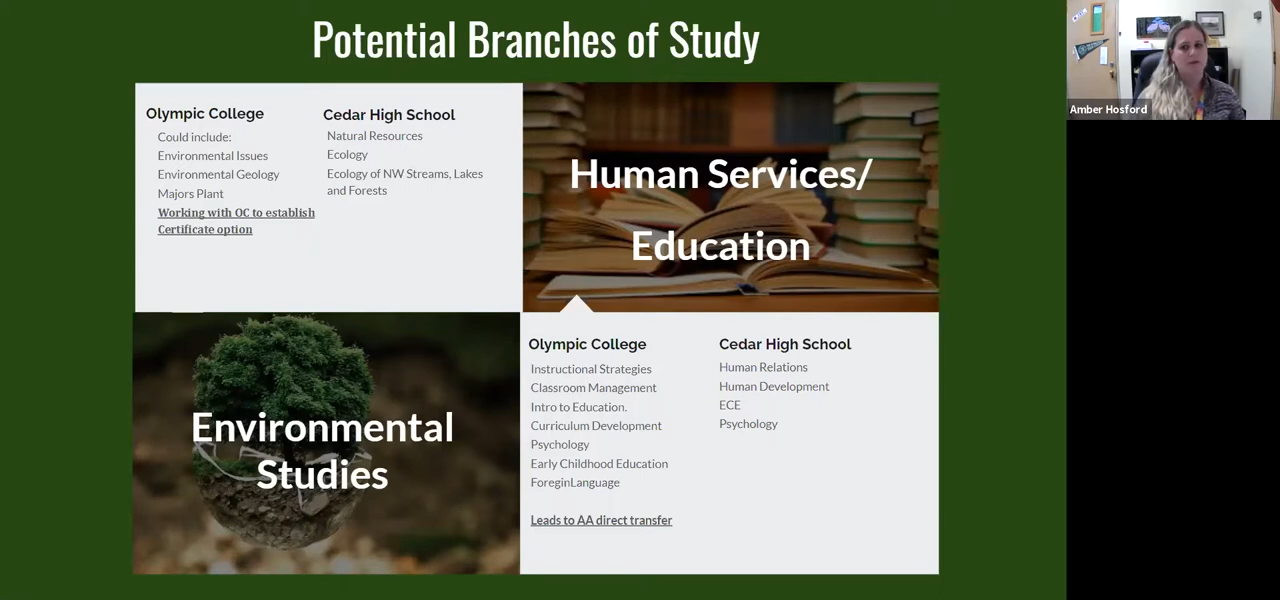 Potential Branches of Study
Olympic College
Could include:
Environmental Issues
Environmental Geology
Majors Plant
Working with OC to establish
Certificate option
Cedar High School
Natural Resources
Ecology
Ecology of NW Streams, Lakes
and Forests
Human Services/
Education
Environmental
Studies
Olympic College
Instructional Strategies
Classroom Management
Intro to Education.
Curriculum Development
Psychology
Early Childhood Education
ForeginLanguage
Leads to AA direct transfer
Cedar High School
Human Relations
Human Development
ECE
Psychology
Amber Hosford